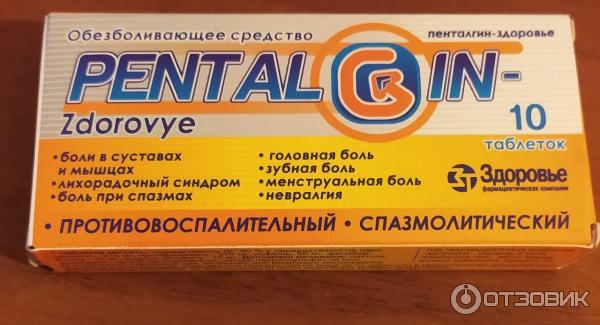 Обезболивающее средство
пенталгин-здоровье
PENTALGIN-
Zdorovye
10
таблеток
• боли в суставах
и мышцах
• лихорадочный синдром
• боль при спазмах
• головная боль
• зубная боль
• менструальная боль
• невралгия
Здоровье
фармацевтическая компания
• ПРОТИВОВОСПАЛИТЕЛЬНЫЙ • СПАЗМОЛИТИЧЕСКИЙ
ОТЗОВИК